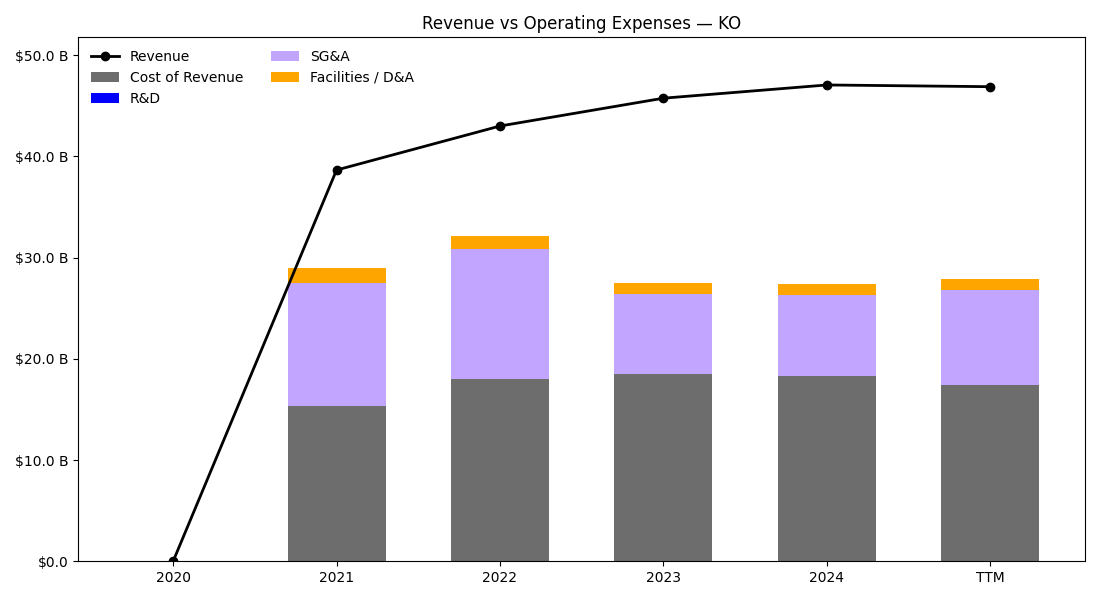 Revenue vs Operating Expenses — KO
Revenue
Cost of Revenue
R&D
SG&A
Facilities / D&A
$50.0 B
$40.0 B
$30.0 B
$20.0 B
$10.0 B
$0.0
2020
2021
2022
2023
2024
TTM